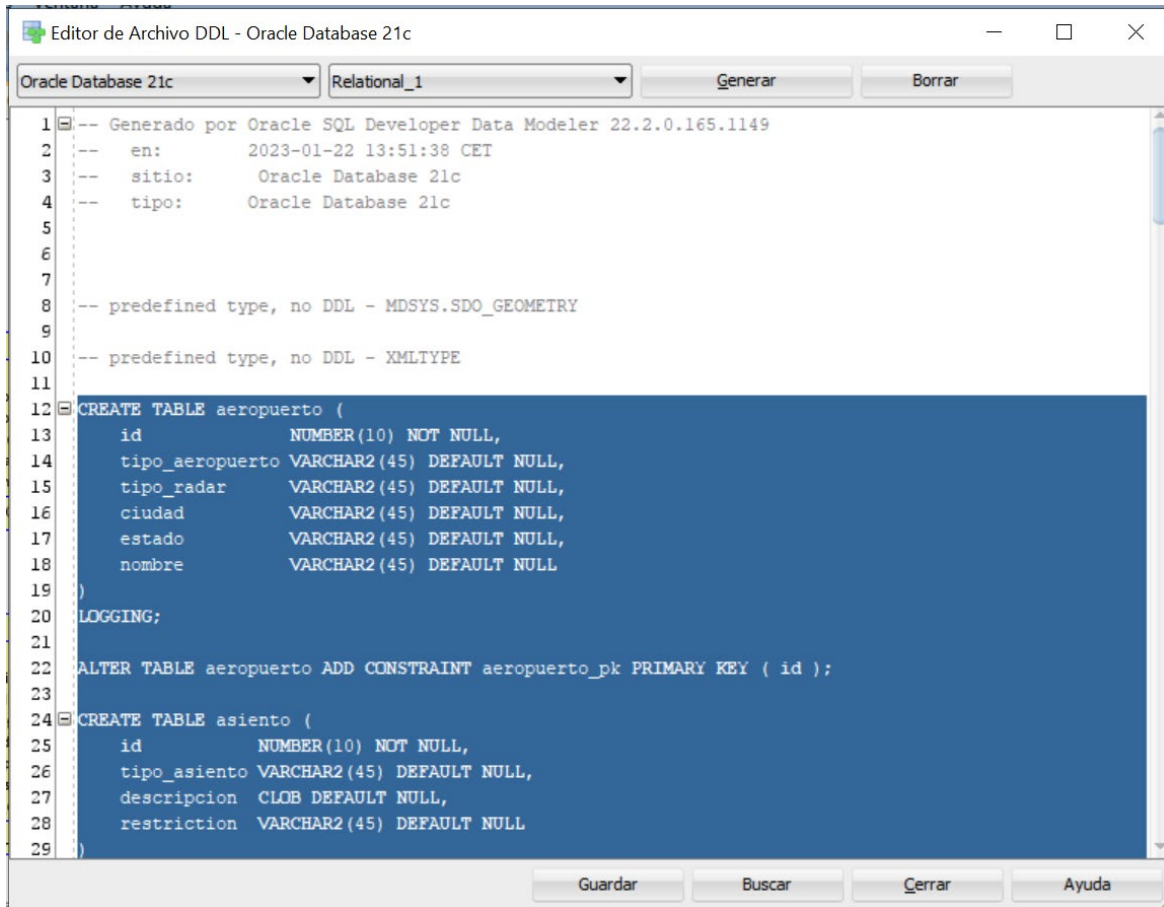 Editor de Archivo DDL - Oracle Database 21c
Oracle Database 21c Relational_1 Generar Borrar
1 -- Generado por Oracle SQL Developer Data Modeler 22.2.0.165.1149
2 --   en:        2023-01-22 13:51:38 CET
3 --   sitio:      Oracle Database 21c
4 --   tipo:      Oracle Database 21c
5
6
7
8 -- predefined type, no DDL - MDSYS.SDO_GEOMETRY
9
10 -- predefined type, no DDL - XMLTYPE
11
12 CREATE TABLE aeropuerto (
13     id              NUMBER(10) NOT NULL,
14     tipo_aeropuerto VARCHAR2(45) DEFAULT NULL,
15     tipo_radar      VARCHAR2(45) DEFAULT NULL,
16     ciudad          VARCHAR2(45) DEFAULT NULL,
17     estado          VARCHAR2(45) DEFAULT NULL,
18     nombre          VARCHAR2(45) DEFAULT NULL
19 )
20 LOGGING;
21
22 ALTER TABLE aeropuerto ADD CONSTRAINT aeropuerto_pk PRIMARY KEY ( id );
23
24 CREATE TABLE asiento (
25     id           NUMBER(10) NOT NULL,
26     tipo_asiento VARCHAR2(45) DEFAULT NULL,
27     descripcion  CLOB DEFAULT NULL,
28     restriction  VARCHAR2(45) DEFAULT NULL
29 )
Guardar Buscar Cerrar Ayuda